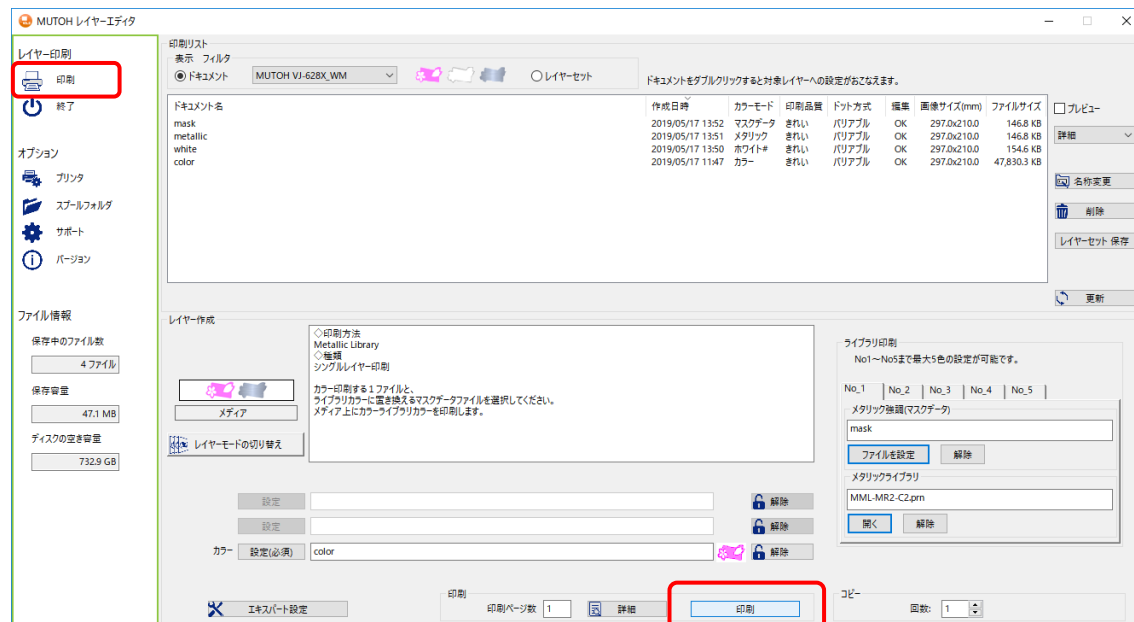 MUTOH レイヤーエディタ
レイヤー印刷
印刷
終了
オプション
プリンタ
スプールフォルダ
サポート
バージョン
ファイル情報
保存中のファイル数
4 ファイル
保存容量
47.1 MB
ディスクの空き容量
732.9 GB
印刷リスト
表示 フィルタ
ドキュメント MUTOH VJ-628X_WM レイヤーセット
ドキュメントをダブルクリックすると対象レイヤーへの設定がおこなえます。
ドキュメント名 作成日時 カラーモード 印刷品質 ドット方式 編集 画像サイズ(mm) ファイルサイズ
mask 2019/05/17 13:52 マスクデータ きれい バリアブル OK 297.0x210.0 146.8 KB
metallic 2019/05/17 13:51 メタリック きれい バリアブル OK 297.0x210.0 146.8 KB
white 2019/05/17 13:50 ホワイト# きれい バリアブル OK 297.0x210.0 154.6 KB
color 2019/05/17 11:47 カラー きれい バリアブル OK 297.0x210.0 47,830.3 KB
プレビュー
詳細
名称変更
削除
レイヤーセット 保存
更新
レイヤー作成
メディア
レイヤーモードの切り替え
◇印刷方法
Metallic Library
◇種類
シングルレイヤー印刷
カラー印刷する１ファイルと、
ライブラリカラーに置き換えるマスクデータファイルを選択してください。
メディア上にカラーライブラリカラーを印刷します。
ライブラリ印刷
No1～No5まで最大5色の設定が可能です。
No_1 No_2 No_3 No_4 No_5
メタリック強調(マスクデータ)
mask
ファイルを設定 解除
メタリックライブラリ
MML-MR2-C2.prn
開く 解除
設定 解除
設定 解除
カラー 設定(必須) color 解除
エキスパート設定
印刷
印刷ページ数 1 詳細 印刷
コピー
回数: 1